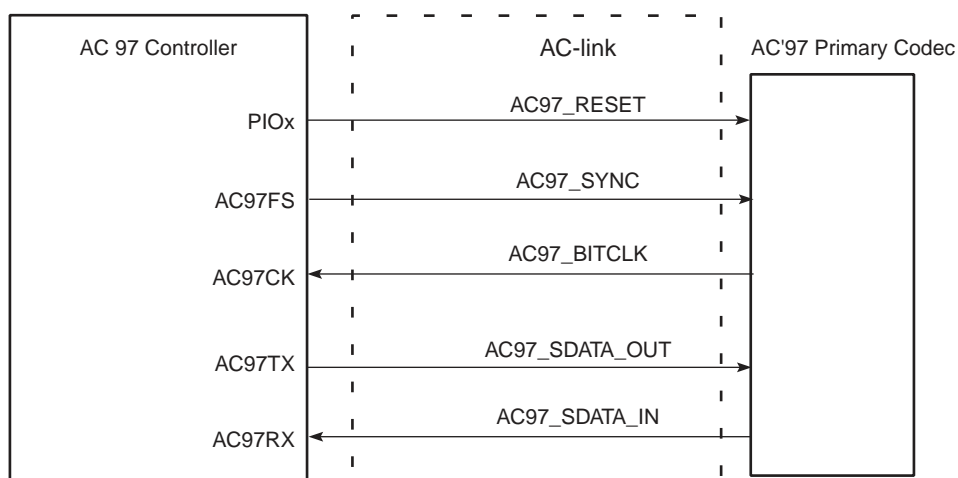 AC 97 Controller
AC-link
AC'97 Primary Codec
PIOx
AC97_RESET
AC97FS
AC97_SYNC
AC97CK
AC97_BITCLK
AC97TX
AC97_SDATA_OUT
AC97RX
AC97_SDATA_IN